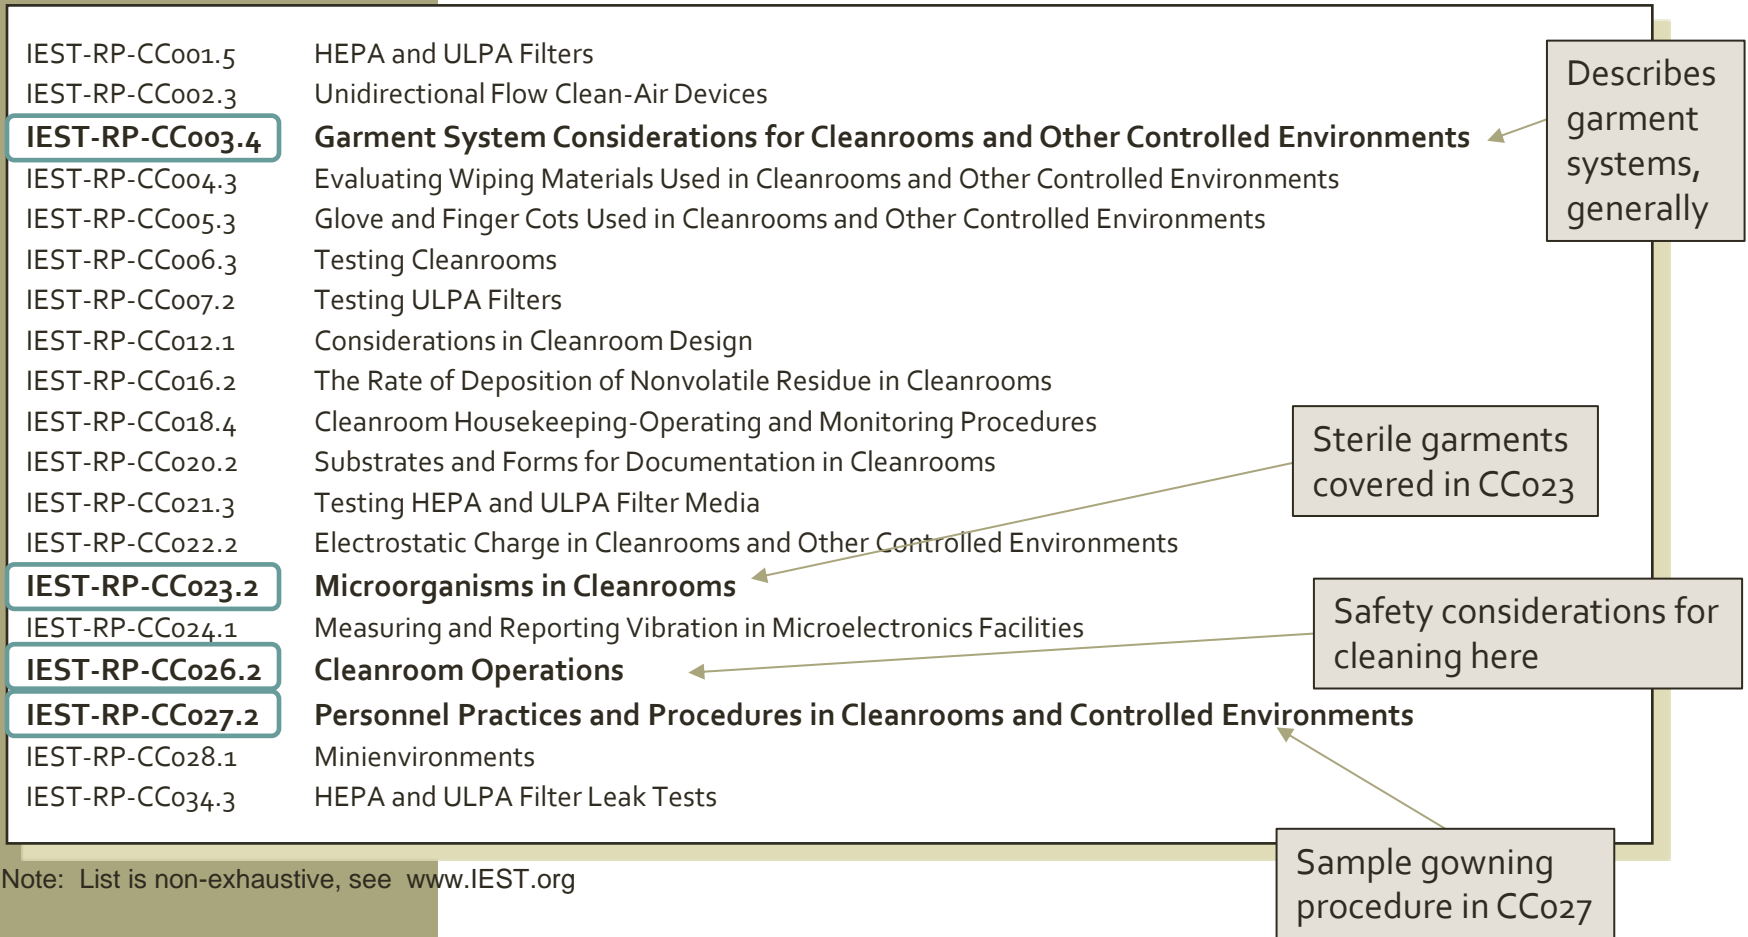 IEST-RP-CC001.5 HEPA and ULPA Filters
IEST-RP-CC002.3 Unidirectional Flow Clean-Air Devices
IEST-RP-CC003.4 Garment System Considerations for Cleanrooms and Other Controlled Environments
IEST-RP-CC004.3 Evaluating Wiping Materials Used in Cleanrooms and Other Controlled Environments
IEST-RP-CC005.3 Glove and Finger Cots Used in Cleanrooms and Other Controlled Environments
IEST-RP-CC006.3 Testing Cleanrooms
IEST-RP-CC007.2 Testing ULPA Filters
IEST-RP-CC012.1 Considerations in Cleanroom Design
IEST-RP-CC016.2 The Rate of Deposition of Nonvolatile Residue in Cleanrooms
IEST-RP-CC018.4 Cleanroom Housekeeping-Operating and Monitoring Procedures
IEST-RP-CC020.2 Substrates and Forms for Documentation in Cleanrooms
IEST-RP-CC021.3 Testing HEPA and ULPA Filter Media
IEST-RP-CC022.2 Electrostatic Charge in Cleanrooms and Other Controlled Environments
IEST-RP-CC023.2 Microorganisms in Cleanrooms
IEST-RP-CC024.1 Measuring and Reporting Vibration in Microelectronics Facilities
IEST-RP-CC026.2 Cleanroom Operations
IEST-RP-CC027.2 Personnel Practices and Procedures in Cleanrooms and Controlled Environments
IEST-RP-CC028.1 Minienvironments
IEST-RP-CC034.3 HEPA and ULPA Filter Leak Tests
Describes
garment
systems,
generally
Sterile garments
covered in CC023
Safety considerations for
cleaning here
Sample gowning
procedure in CC027
Note: List is non-exhaustive, see www.IEST.org